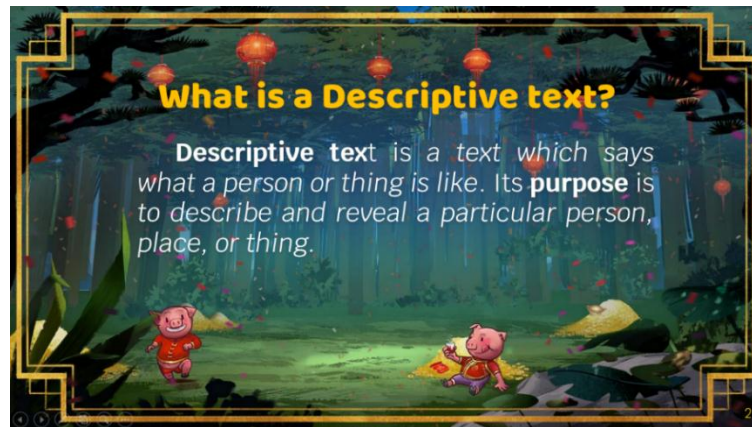 What is a Descriptive text?
Descriptive text is a text which says
what a person or thing is like. Its purpose is
to describe and reveal a particular person,
place, or thing.
2